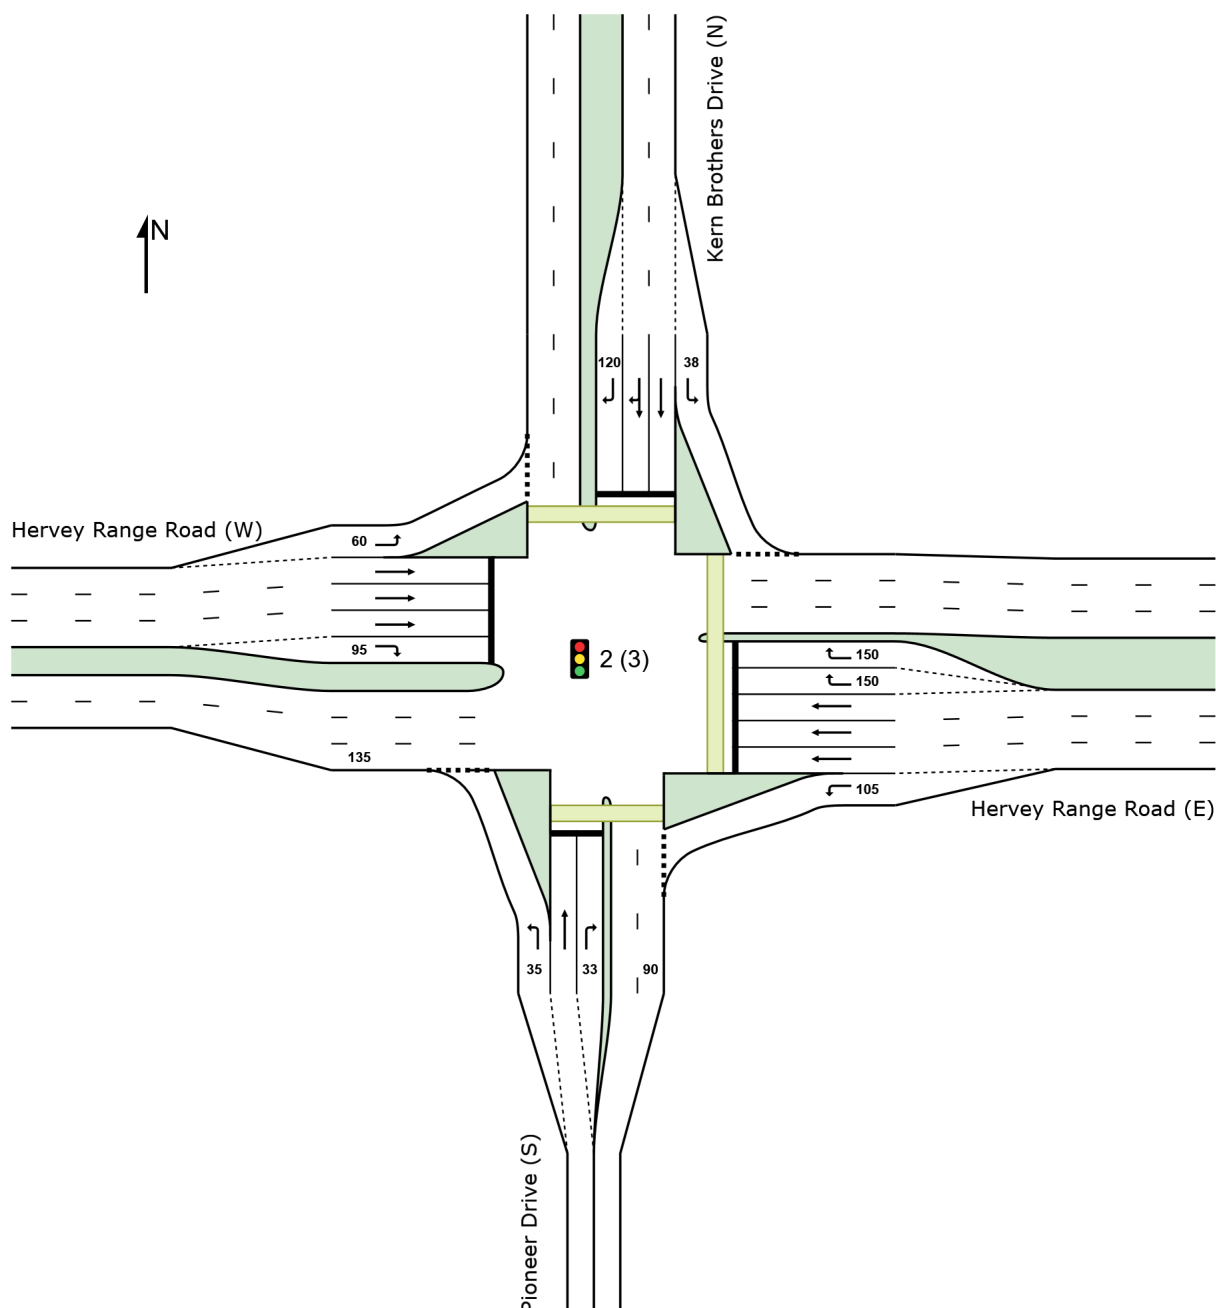 Kern Brothers Drive (N)
N
120
38
Hervey Range Road (W)
60
95
2 (3)
150
150
135
105
Hervey Range Road (E)
35
33
90
Pioneer Drive (S)